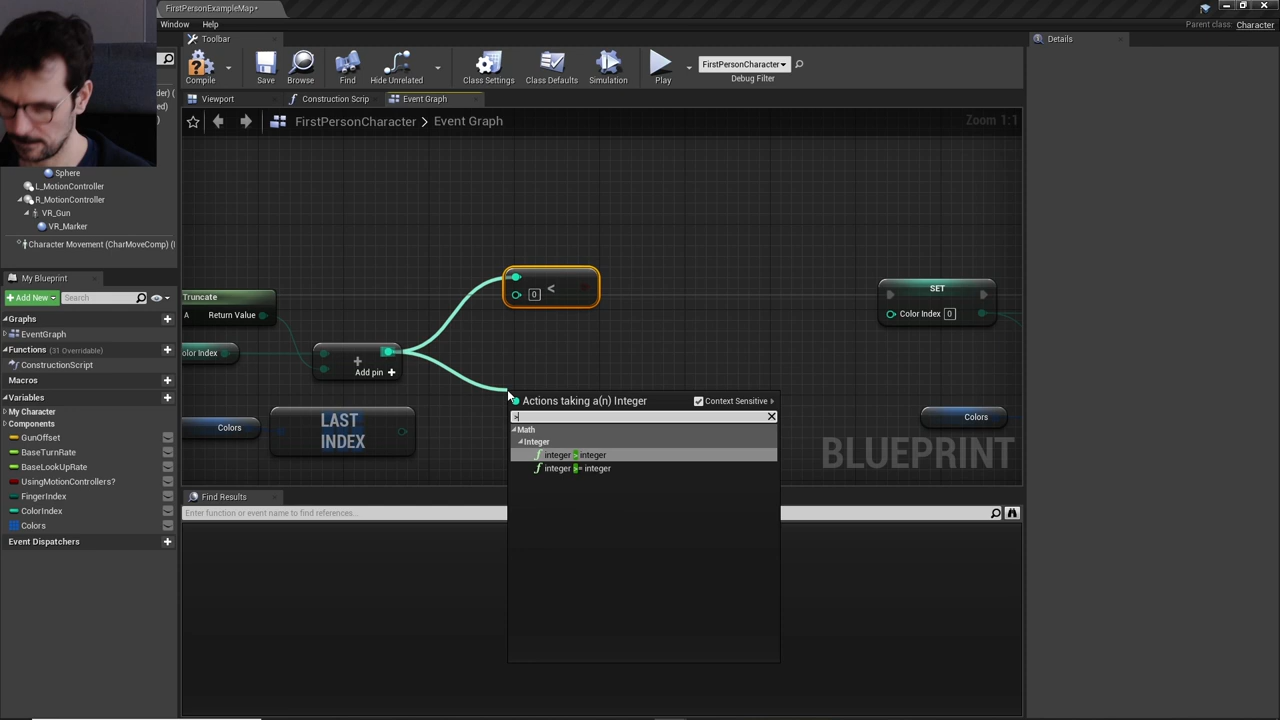 FirstPersonExampleMap*
Window Help
Parent class: Character
Toolbar
Details
Compile
Save
Browse
Find
Hide Unrelated
Class Settings
Class Defaults
Simulation
Play
FirstPersonCharacter
Debug Filter
Viewport
Construction Scrip
Event Graph
FirstPersonCharacter > Event Graph
Zoom 1:1
Sphere
L_MotionController
R_MotionController
VR_Gun
VR_Marker
Character Movement (CharMoveComp) (I
My Blueprint
+Add New
Search
Graphs
EventGraph
Functions (31 Overridable)
ConstructionScript
Macros
Variables
My Character
Components
GunOffset
BaseTurnRate
BaseLookUpRate
UsingMotionControllers?
FingerIndex
ColorIndex
Colors
Event Dispatchers
Truncate
A Return Value
olor Index
+
Add pin +
Colors
LAST
INDEX
0 <
SET
Color Index 0
Colors
BLUEPRINT
Actions taking a(n) Integer
Context Sensitive
>
Math
Integer
f integer > integer
f integer >= integer
Find Results
Enter function or event name to find references...